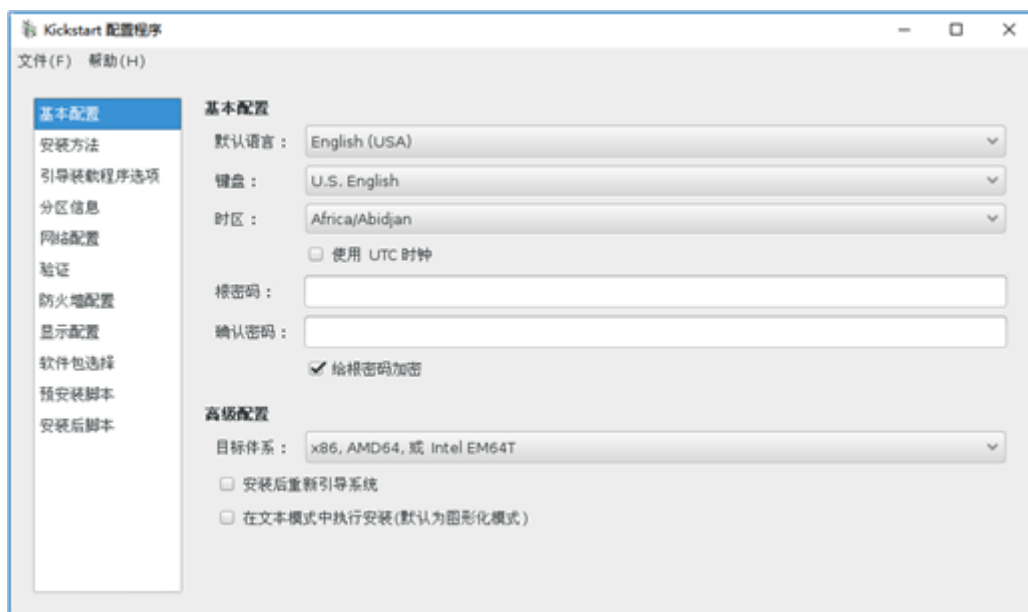 Kickstart 配置程序
文件(F) 帮助(H)
基本配置
安装方法
引导装载程序选项
分区信息
网络配置
验证
防火墙配置
显示配置
软件包选择
预安装脚本
安装后脚本
基本配置
默认语言: English (USA)
键盘: U.S. English
时区: Africa/Abidjan
使用 UTC 时钟
根密码:
确认密码:
给根密码加密
高级配置
目标体系: x86, AMD64, 或 Intel EM64T
安装后重新引导系统
在文本模式中执行安装(默认为图形化模式)